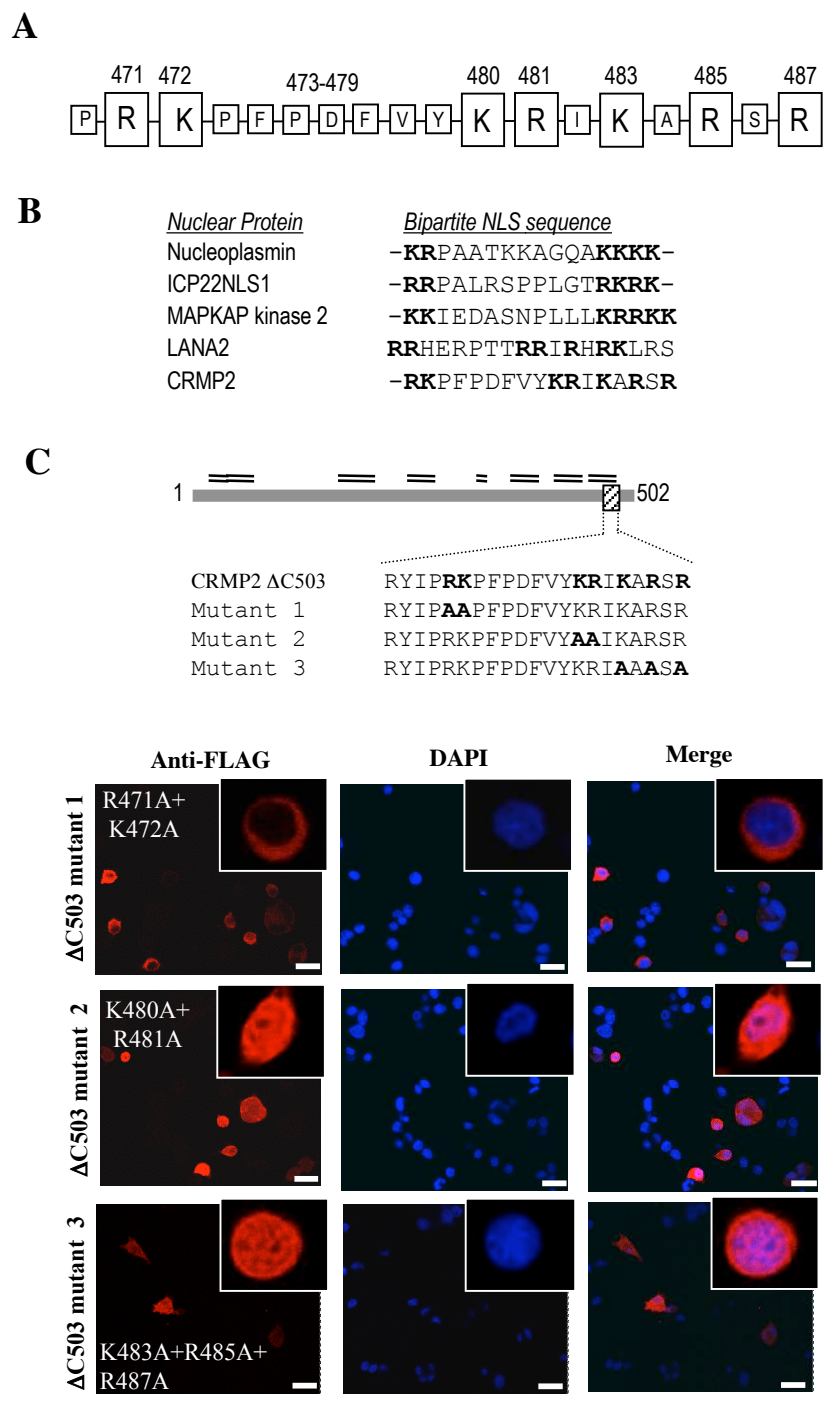 A
471 472 473-479 480 481 483 485 487
P R K P F P D F V Y K R I K A R S R
B
Nuclear Protein Bipartite NLS sequence
Nucleoplasmin –KRPAATKKAGQAKKKK–
ICP22NLS1 –RRPALRSPPLGTRKRK–
MAPKAP kinase 2 –KKIEDASNPLLLKRRKK
LANA2 RRHERPTTRRIRHRKLRS
CRMP2 –RKPFPDFVYKRIKARSR
C
1 502
CRMP2 ΔC503 RYIPRKPFPDFVYKRIKARSR
Mutant 1 RYIPAAPFPDFVYKRIKARSR
Mutant 2 RYIPRKPFPDFVYAAIKARSR
Mutant 3 RYIPRKPFPDFVYKRIAAASA
Anti-FLAG DAPI Merge
ΔC503 mutant 1
R471A+
K472A
ΔC503 mutant 2
K480A+
R481A
ΔC503 mutant 3
K483A+R485A+
R487A